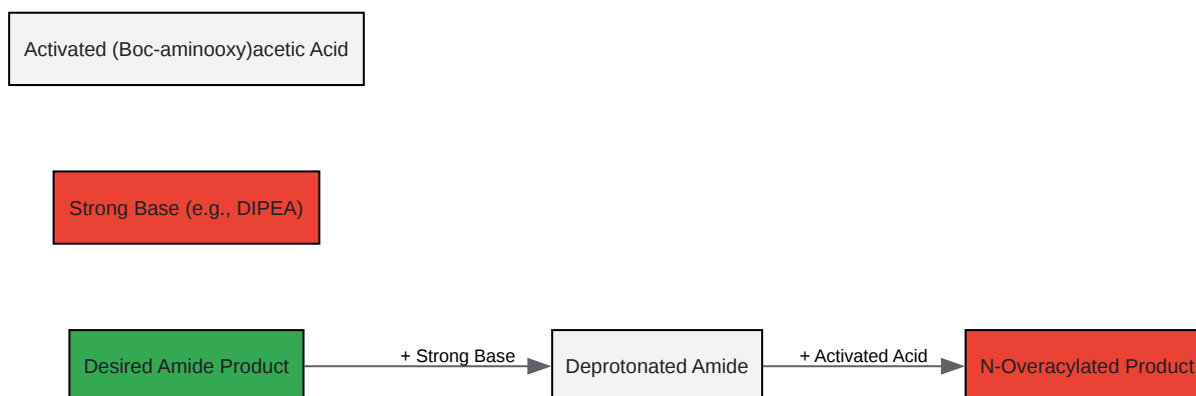 Activated (Boc-aminooxy)acetic Acid
Strong Base (e.g., DIPEA)
Desired Amide Product
+ Strong Base
Deprotonated Amide
+ Activated Acid
N-Overacylated Product